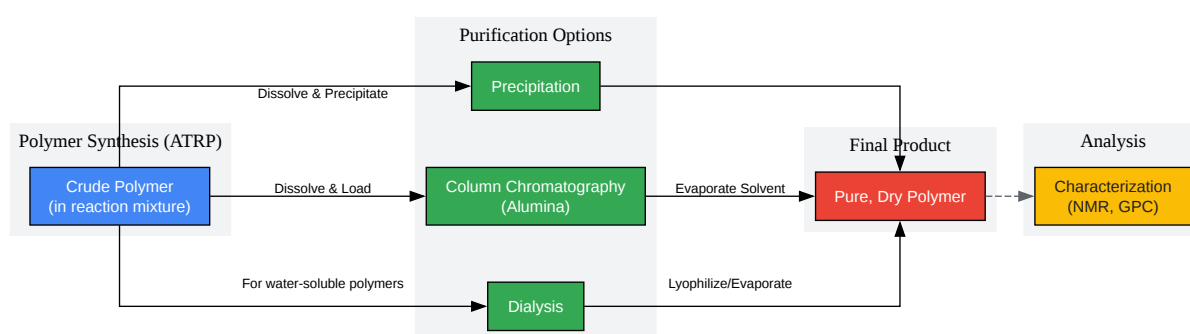 Purification Options
Precipitation
Dissolve & Precipitate
Polymer Synthesis (ATRP)
Final Product
Analysis
Crude Polymer
(in reaction mixture)
Dissolve & Load
Column Chromatography
(Alumina)
Evaporate Solvent
Pure, Dry Polymer
Characterization
(NMR, GPC)
For water-soluble polymers
Dialysis
Lyophilize/Evaporate